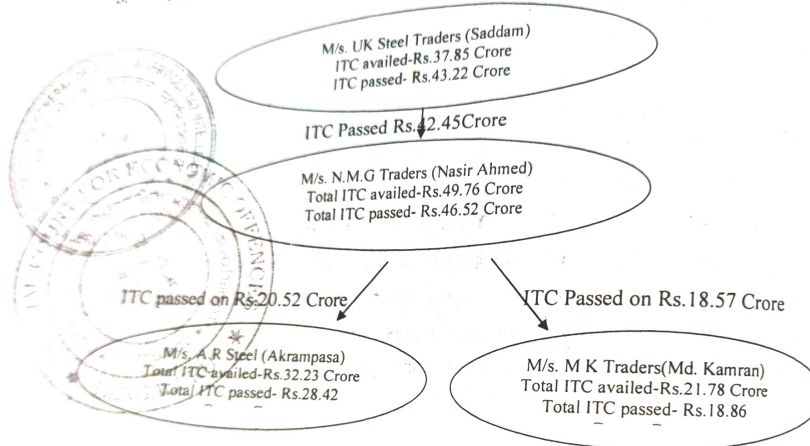 M/s. UK Steel Traders (Saddam)
ITC availed-Rs.37.85 Crore
ITC passed- Rs.43.22 Crore
ITC Passed Rs.42.45Crore
M/s. N.M.G Traders (Nasir Ahmed)
Total ITC availed-Rs.49.76 Crore
Total ITC passed- Rs.46.52 Crore
FOR ECONOMIC OFFENCES
ITC passed on Rs.20.52 Crore
ITC Passed on Rs.18.57 Crore
M/s, A.R Steel (Akrampasa)
Total ITC availed-Rs.32.23 Crore
Total ITC passed- Rs.28.42
M/s. M K Traders(Md. Kamran)
Total ITC availed-Rs.21.78 Crore
Total ITC passed- Rs.18.86